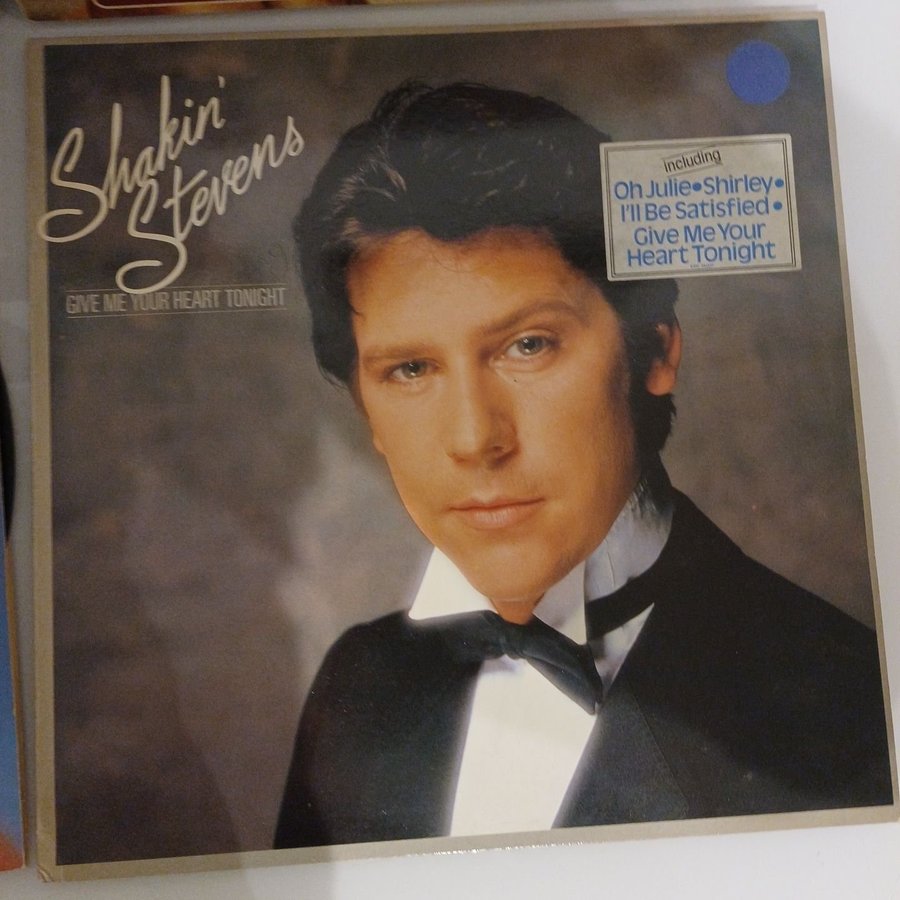 Shakin'
Stevens
GIVE ME YOUR HEART TONIGHT
including
Oh Julie•Shirley•
I'll Be Satisfied•
Give Me Your
Heart Tonight